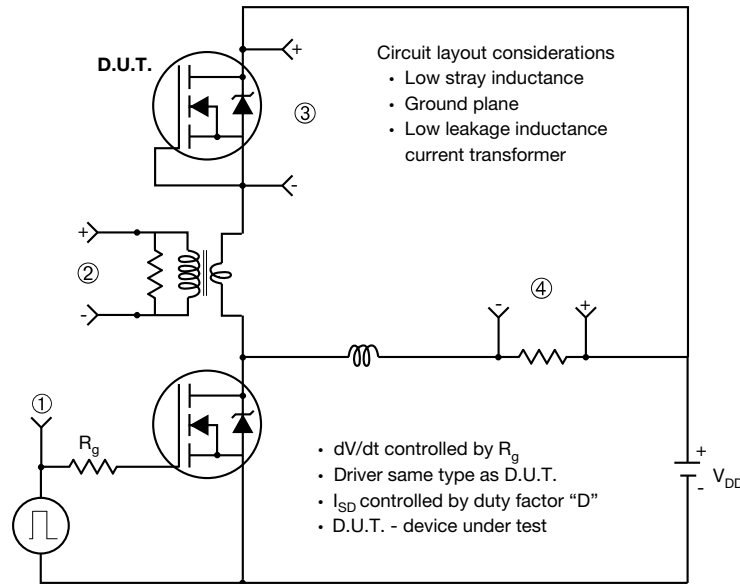 D.U.T.
+
Circuit layout considerations
• Low stray inductance
• Ground plane
• Low leakage inductance
current transformer
③
-
+
②
-
-
④
+
①
Rg
• dV/dt controlled by Rg
• Driver same type as D.U.T.
• ISD controlled by duty factor “D”
• D.U.T. - device under test
+
-
VDD